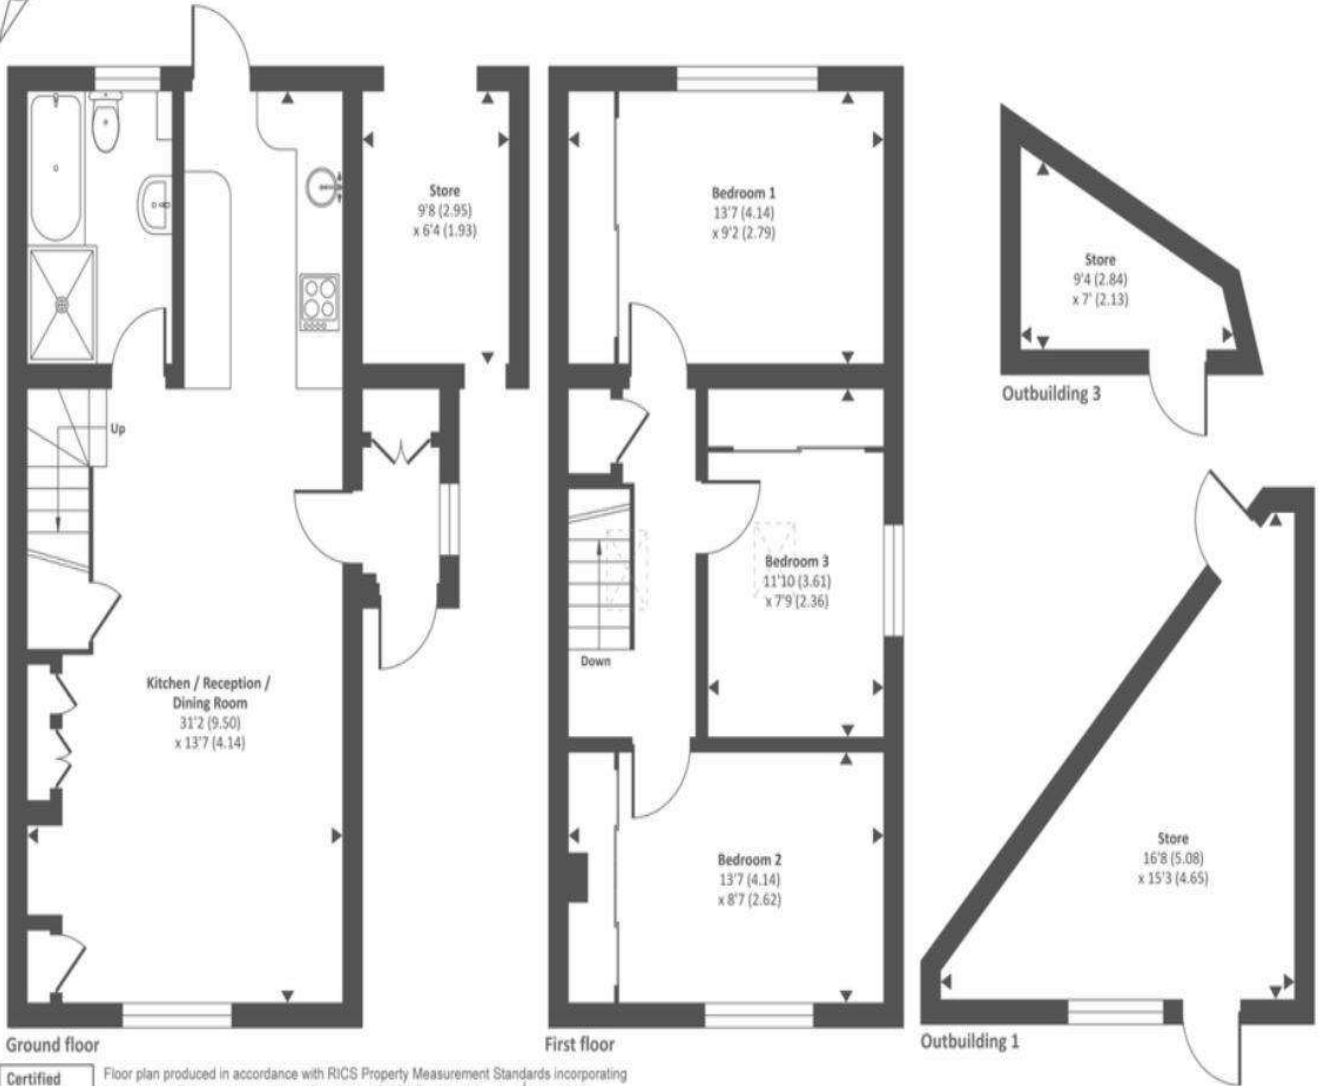 Store
9'8 (2.95)
x 6'4 (1.93)
Up
Kitchen / Reception /
Dining Room
31'2 (9.50)
x 13'7 (4.14)
Ground floor
Bedroom 1
13'7 (4.14)
x 9'2 (2.79)
Bedroom 3
11'10 (3.61)
x 7'9 (2.36)
Down
Bedroom 2
13'7 (4.14)
x 8'7 (2.62)
First floor
Store
9'4 (2.84)
x 7' (2.13)
Outbuilding 3
Store
16'8 (5.08)
x 15'3 (4.65)
Outbuilding 1
Certified
Floor plan produced in accordance with RICS Property Measurement Standards incorporating